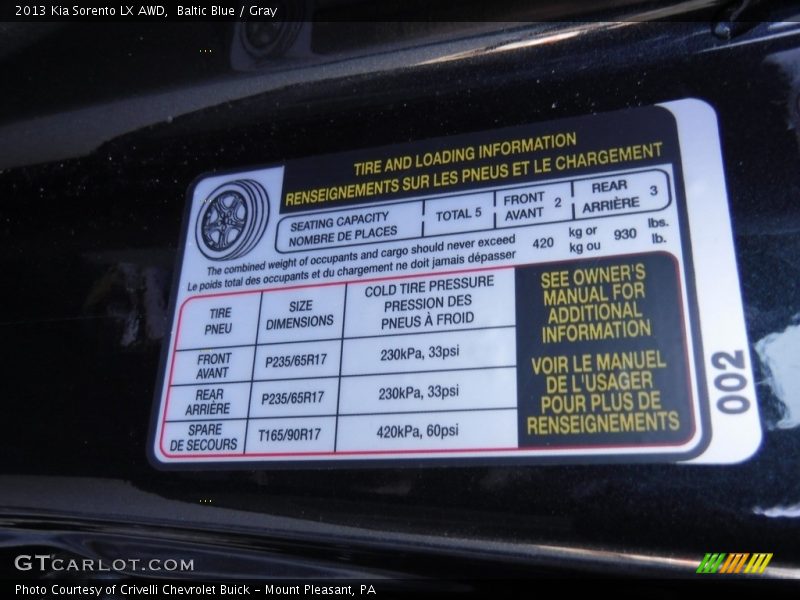 2013 Kia Sorento LX AWD,  Baltic Blue / Gray
TIRE AND LOADING INFORMATION
RENSEIGNEMENTS SUR LES PNEUS ET LE CHARGEMENT
SEATING CAPACITY
NOMBRE DE PLACES
TOTAL 5
FRONT
AVANT 2
REAR
ARRIÈRE 3
The combined weight of occupants and cargo should never exceed
Le poids total des occupants et du chargement ne doit jamais dépasser
420 kg or
kg ou
930 lbs.
lb.
TIRE
PNEU
SIZE
DIMENSIONS
COLD TIRE PRESSURE
PRESSION DES
PNEUS À FROID
FRONT
AVANT
P235/65R17
230kPa, 33psi
REAR
ARRIÈRE
P235/65R17
230kPa, 33psi
SPARE
DE SECOURS
T165/90R17
420kPa, 60psi
SEE OWNER'S
MANUAL FOR
ADDITIONAL
INFORMATION
VOIR LE MANUEL
DE L'USAGER
POUR PLUS DE
RENSEIGNEMENTS
002
GTCARLOT.COM
Photo Courtesy of Crivelli Chevrolet Buick - Mount Pleasant, PA